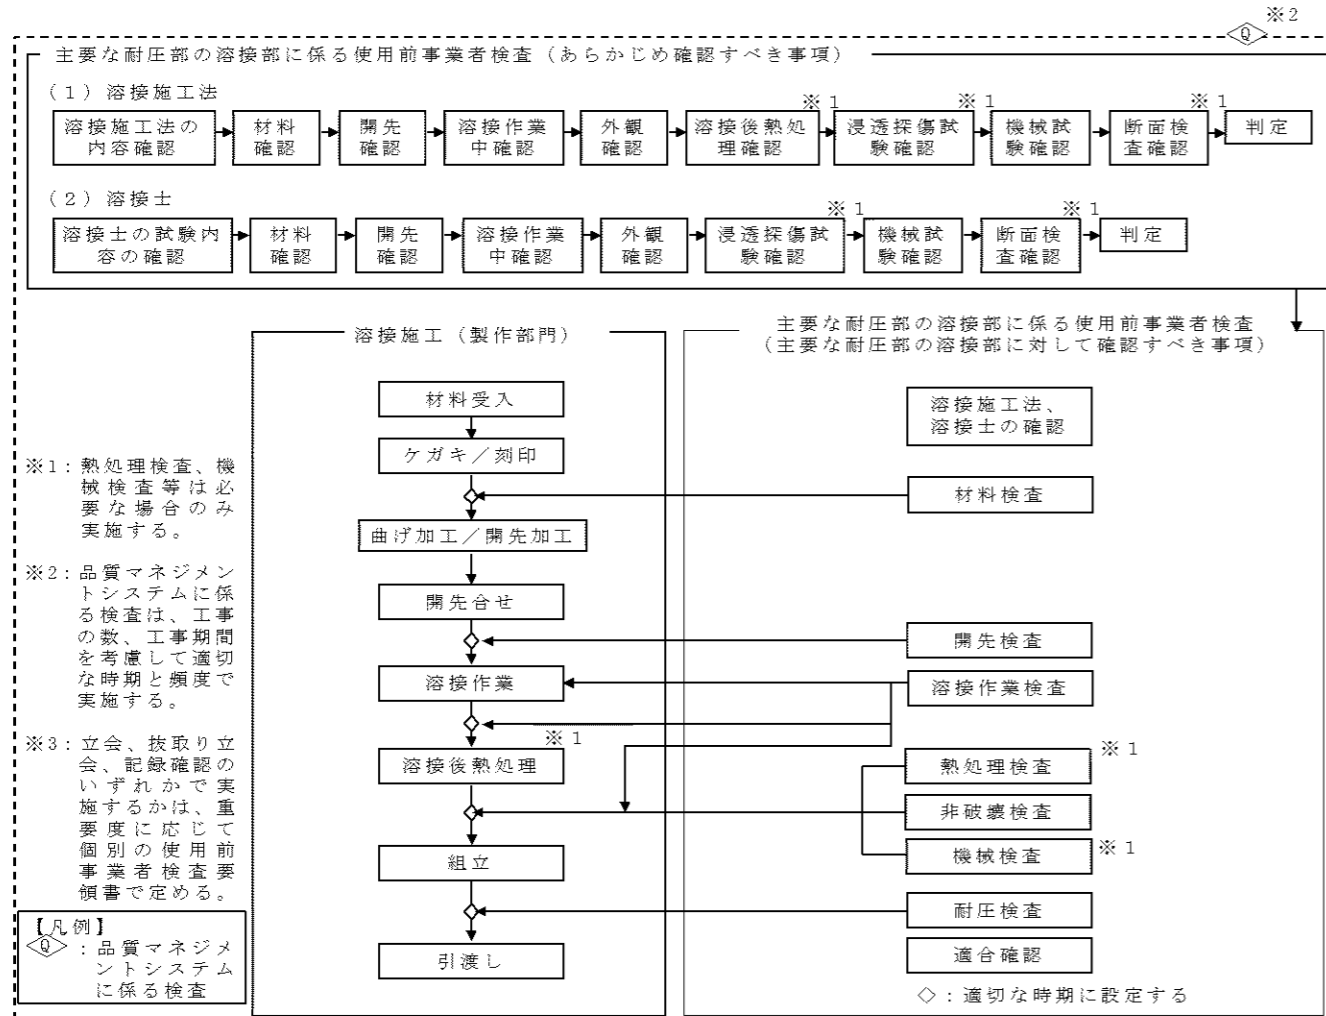 ※2
Q
主要な耐圧部の溶接部に係る使用前事業者検査（あらかじめ確認すべき事項）
（１）溶接施工法
※1
※1
※1
溶接施工法の
内容確認
材料
確認
開先
確認
溶接作業
中確認
外観
確認
溶接後熱処
理確認
浸透探傷試
験確認
機械試
験確認
断面検
査確認
判定
（２）溶接士
※1
※1
溶接士の試験内
容の確認
材料
確認
開先
確認
溶接作業
中確認
外観
確認
浸透探傷試
験確認
機械試
験確認
断面検
査確認
判定
溶接施工（製作部門）
材料受入
ケガキ／刻印
曲げ加工／開先加工
開先合せ
溶接作業
※1
溶接後熱処理
組立
引渡し
主要な耐圧部の溶接部に係る使用前事業者検査
（主要な耐圧部の溶接部に対して確認すべき事項）
溶接施工法、
溶接士の確認
材料検査
開先検査
溶接作業検査
※1
熱処理検査
非破壊検査
※1
機械検査
耐圧検査
適合確認
◇：適切な時期に設定する
※1：熱処理検査、機
械検査等は必
要な場合のみ
実施する。
※2：品質マネジメン
トシステムに係
る検査は、工事
の数、工事期間
を考慮して適切
な時期と頻度で
実施する。
※3：立会、抜取り立
会、記録確認の
いずれかで実
施するかは、重
要度に応じて
個別の使用前
事業者検査要
領書で定める。
【凡例】
Q：品質マネジメ
ントシステム
に係る検査